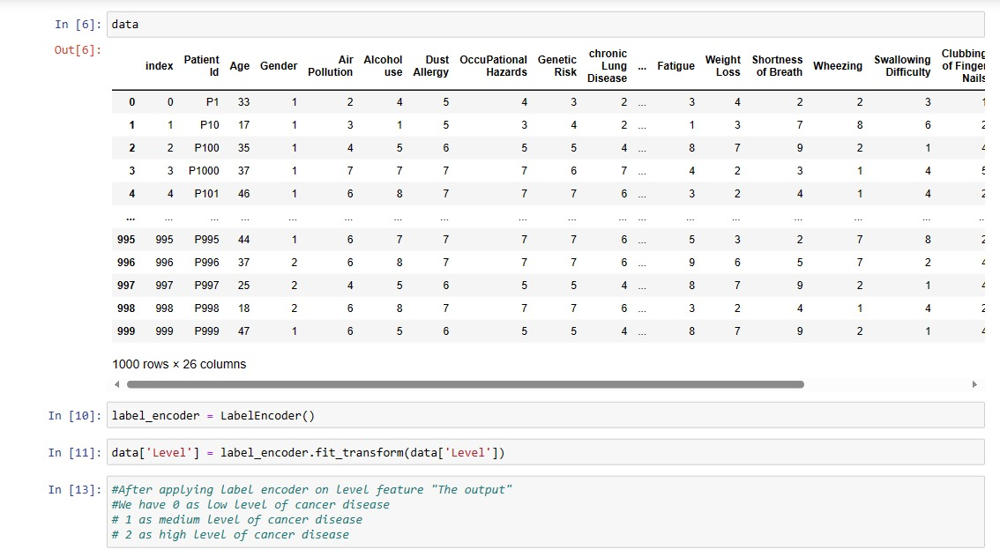 In [6]: data
Out[6]:
index Patient Id Age Gender Air Pollution Alcohol use Dust Allergy OccuPational Hazards Genetic Risk chronic Lung Disease ... Fatigue Weight Loss Shortness of Breath Wheezing Swallowing Difficulty Clubbing of Finger Nails
0 0 P1 33 1 2 4 5 4 3 2 ... 3 4 2 2 3 1
1 1 P10 17 1 3 1 5 3 4 2 ... 1 3 7 8 6 2
2 2 P100 35 1 4 5 6 5 5 4 ... 8 7 9 2 1 4
3 3 P1000 37 1 7 7 7 7 6 7 ... 4 2 3 1 4 5
4 4 P101 46 1 6 8 7 7 7 6 ... 3 2 4 1 4 2
... ... ... ... ... ... ... ... ... ... ... ... ... ... ... ... ... ...
995 995 P995 44 1 6 7 7 7 7 6 ... 5 3 2 7 8 2
996 996 P996 37 2 6 8 7 7 7 6 ... 9 6 5 7 2 4
997 997 P997 25 2 4 5 6 5 5 4 ... 8 7 9 2 1 4
998 998 P998 18 2 6 8 7 7 7 6 ... 3 2 4 1 4 2
999 999 P999 47 1 6 5 6 5 5 4 ... 8 7 9 2 1 4
1000 rows × 26 columns
In [10]: label_encoder = LabelEncoder()
In [11]: data['Level'] = label_encoder.fit_transform(data['Level'])
In [13]: #After applying label encoder on level feature "The output"
#We have 0 as low level of cancer disease
# 1 as medium level of cancer disease
# 2 as high level of cancer disease